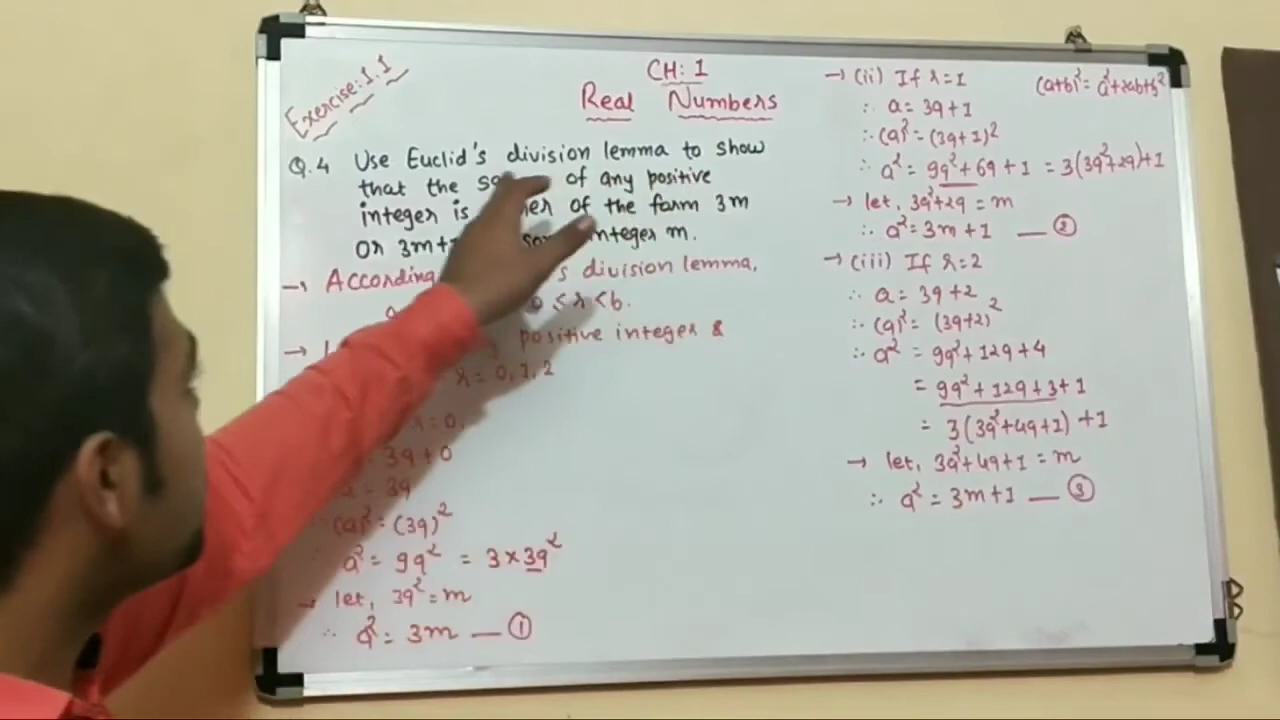 Exercise: 1.1
CH: 1
Real Numbers
Q.4 Use Euclid's division lemma to show
that the of any positive
integer is of the form 3m
Or 3m+ integer m.
→ According division lemma,
0 ≤ r < b.
→ positive integer &
r = 0, 1, 2
r = 0,
= 3q + 0
= 3q
(a)² = (3q)²
a² = 9q² = 3 × 3q²
→ let, 3q² = m
∴ a² = 3m — ①
→ (ii) If r = 1
(a+b)² = a² + 2ab + b²
∴ a = 3q + 1
∴ (a)² = (3q+1)²
∴ a² = 9q² + 6q + 1 = 3(3q²+2q)+1
→ let, 3q²+2q = m
∴ a² = 3m + 1 — ②
→ (iii) If r = 2
∴ a = 3q + 2
∴ (a)² = (3q+2)²
∴ a² = 9q² + 12q + 4
= 9q² + 12q + 3 + 1
= 3(3q²+4q+1) + 1
→ let, 3q²+4q+1 = m
∴ a² = 3m + 1 — ③